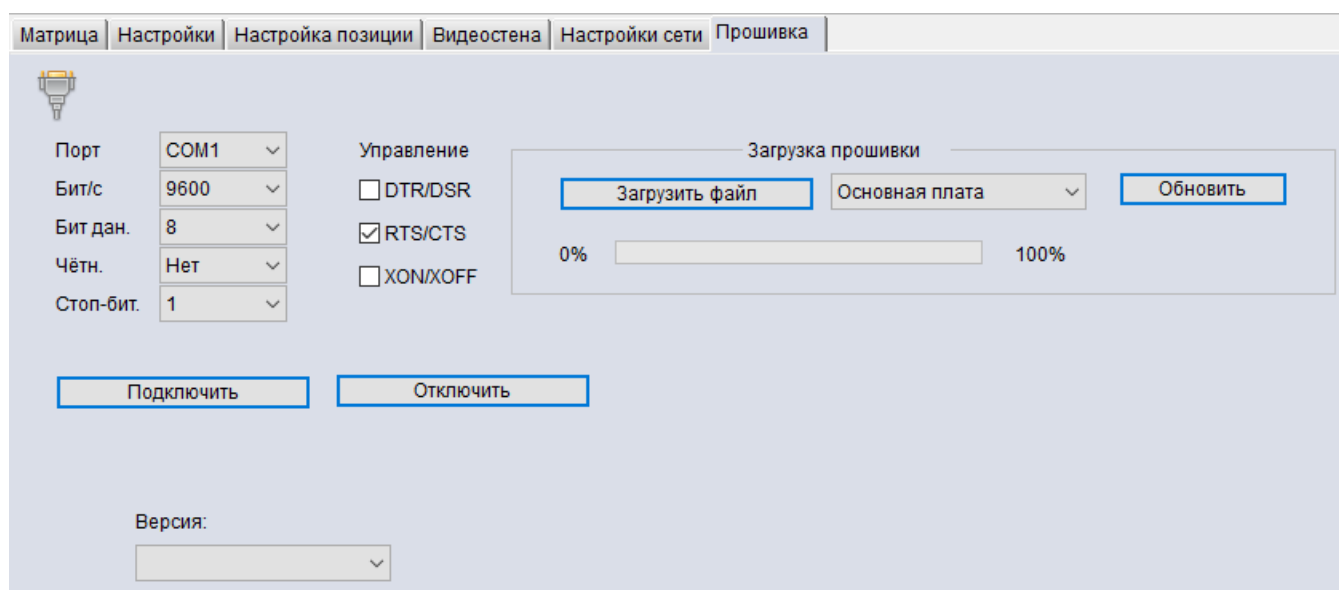 Матрица Настройки Настройка позиции Видеостена Настройки сети Прошивка
Порт COM1 Управление Загрузка прошивки
Бит/с 9600 DTR/DSR Загрузить файл Основная плата Обновить
Бит дан. 8 RTS/CTS
Чётн. Нет XON/XOFF 0% 100%
Стоп-бит. 1
Подключить Отключить
Версия: